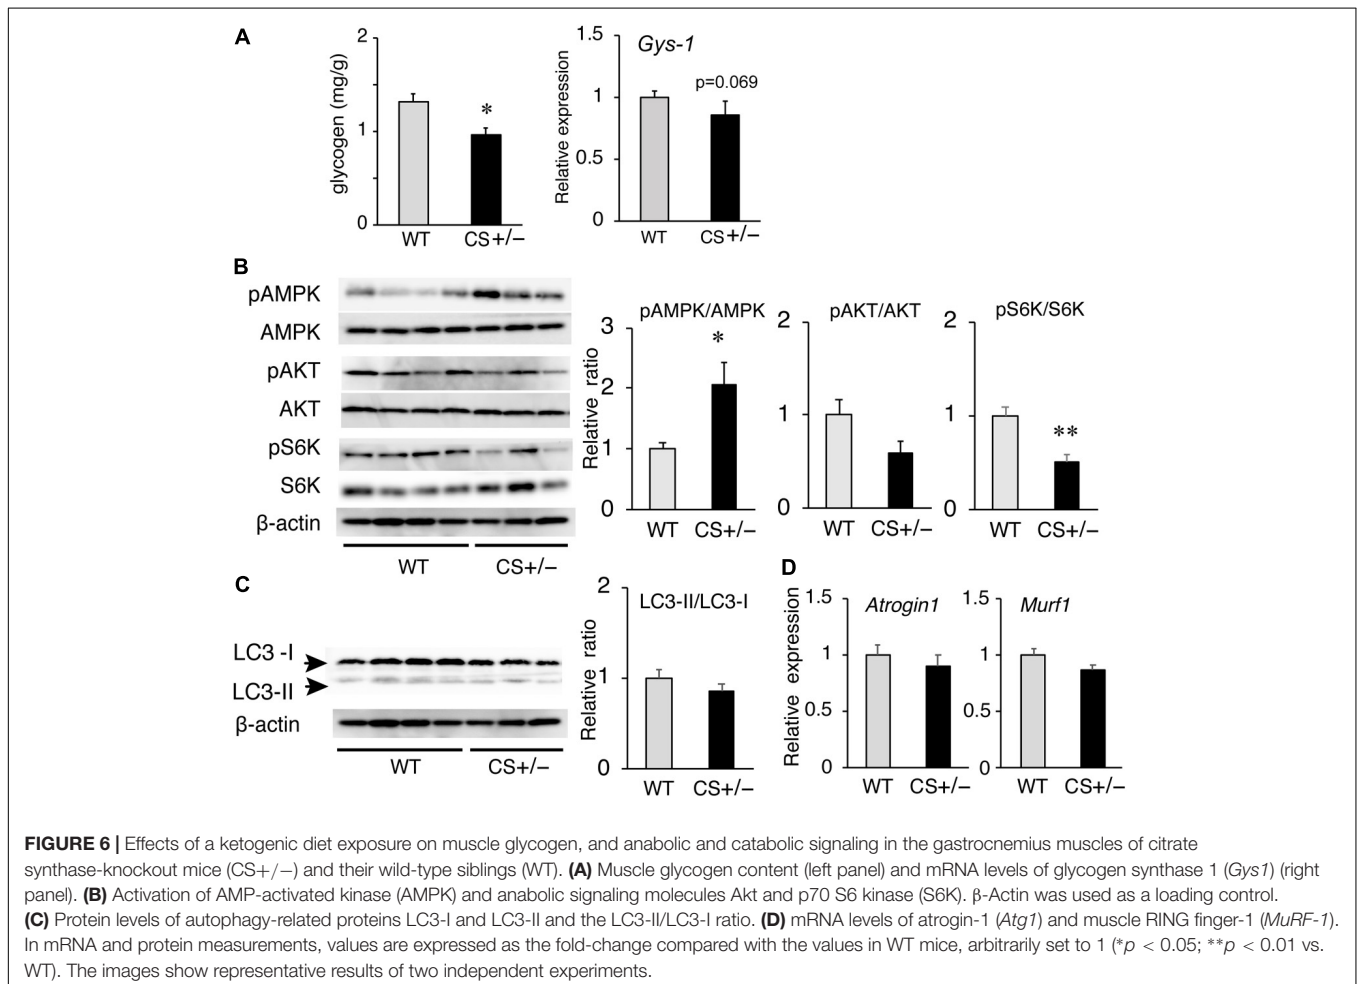 A
glycogen (mg/g)
2
1
0
WT CS+/–
*
Relative expression
1.5
1
0.5
0
Gys-1
p=0.069
WT CS+/–
B
pAMPK
AMPK
pAKT
AKT
pS6K
S6K
β-actin
WT CS+/–
pAMPK/AMPK
Relative ratio
3
2
1
0
*
WT CS+/–
pAKT/AKT
2
1
0
WT CS+/–
pS6K/S6K
2
1
0
**
WT CS+/–
C
LC3 -I
LC3-II
β-actin
WT CS+/–
LC3-II/LC3-I
Relative ratio
2
1
0
WT CS+/–
D
Relative expression
1.5
1
0.5
0
Atrogin1
WT CS+/–
1.5
1
0.5
0
Murf1
WT CS+/–
FIGURE 6 | Effects of a ketogenic diet exposure on muscle glycogen, and anabolic and catabolic signaling in the gastrocnemius muscles of citrate
synthase-knockout mice (CS+/−) and their wild-type siblings (WT). (A) Muscle glycogen content (left panel) and mRNA levels of glycogen synthase 1 (Gys1) (right
panel). (B) Activation of AMP-activated kinase (AMPK) and anabolic signaling molecules Akt and p70 S6 kinase (S6K). β-Actin was used as a loading control.
(C) Protein levels of autophagy-related proteins LC3-I and LC3-II and the LC3-II/LC3-I ratio. (D) mRNA levels of atrogin-1 (Atg1) and muscle RING finger-1 (MuRF-1).
In mRNA and protein measurements, values are expressed as the fold-change compared with the values in WT mice, arbitrarily set to 1 (*p < 0.05; **p < 0.01 vs.
WT). The images show representative results of two independent experiments.